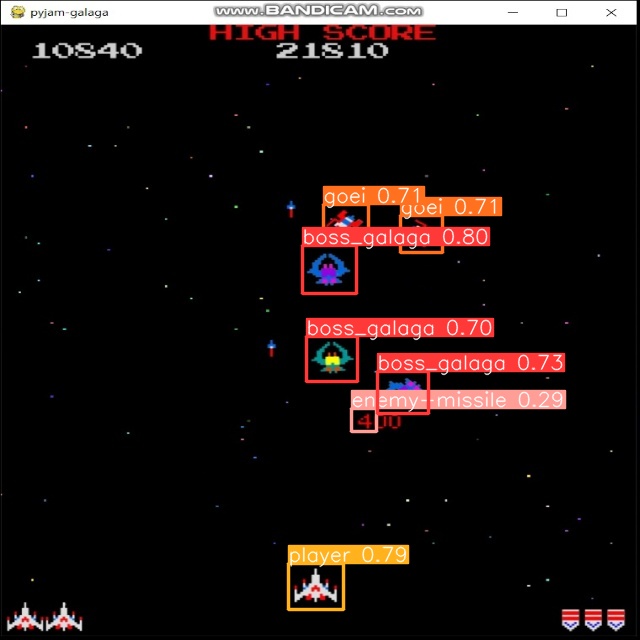 pyjam-galaga
www.BANDICAM.com
HIGH SCORE
10840
21810
goei 0.71
goei 0.71
boss_galaga 0.80
boss_galaga 0.70
boss_galaga 0.73
enemy--missile 0.29
400
player 0.79